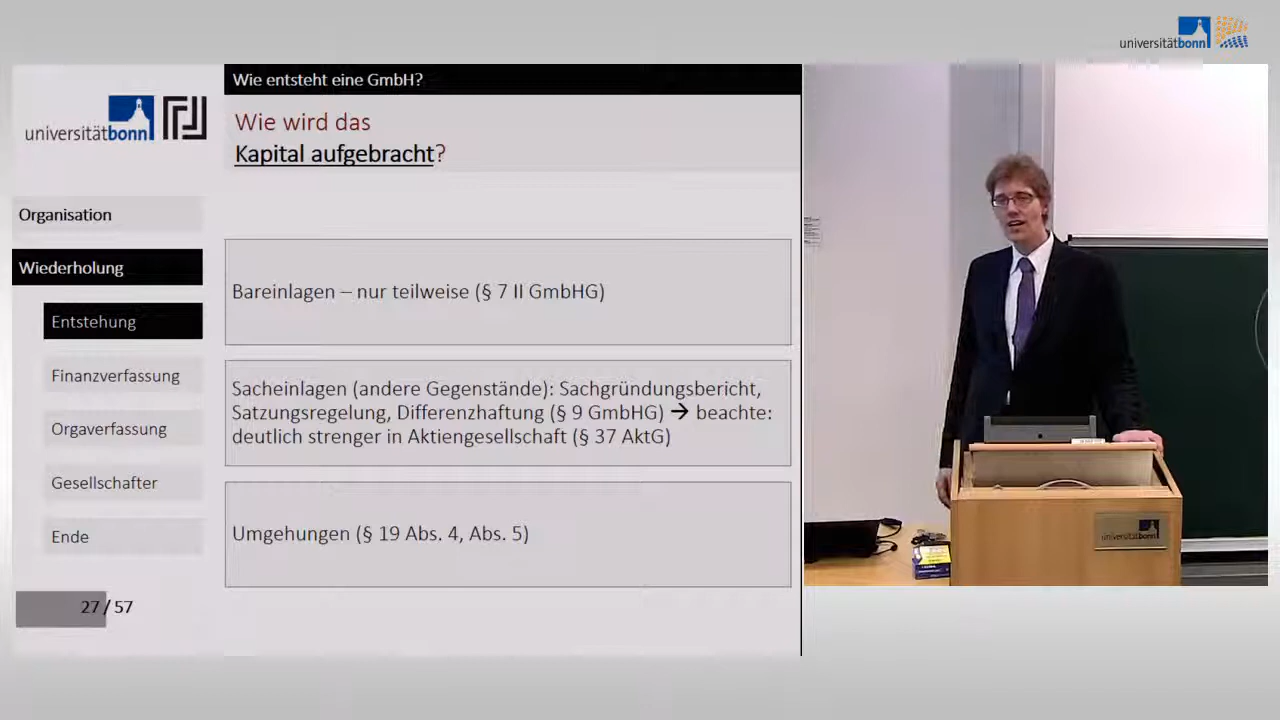 universitätbonn
Wie entsteht eine GmbH?
universitätbonn
Wie wird das
Kapital aufgebracht?
Organisation
Wiederholung
Entstehung
Finanzverfassung
Orgaverfassung
Gesellschafter
Ende
27 / 57
Bareinlagen – nur teilweise (§ 7 II GmbHG)
Sacheinlagen (andere Gegenstände): Sachgründungsbericht,
Satzungsregelung, Differenzhaftung (§ 9 GmbHG) → beachte:
deutlich strenger in Aktiengesellschaft (§ 37 AktG)
Umgehungen (§ 19 Abs. 4, Abs. 5)
universitätbonn